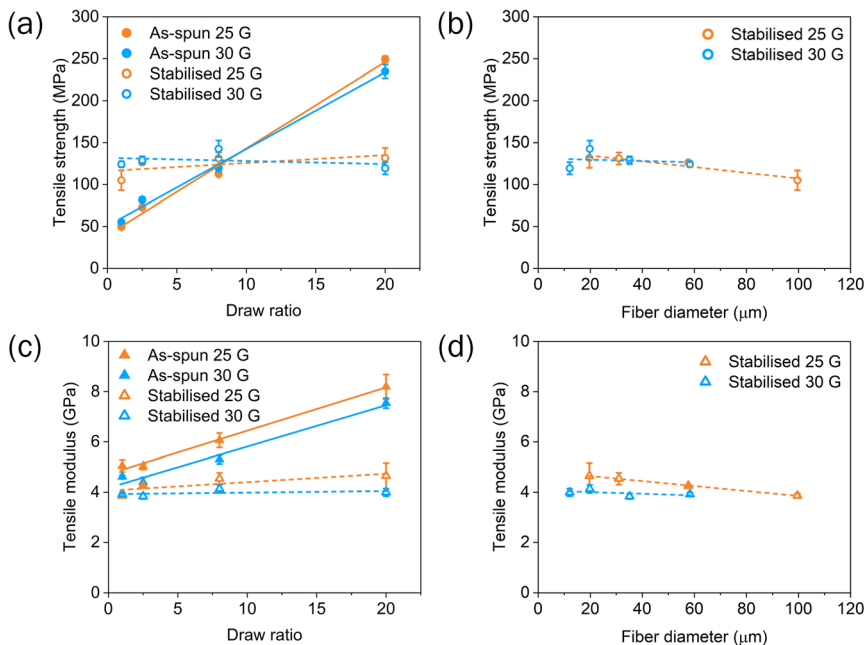 (a)
Tensile strength (MPa)
300
250
200
150
100
50
0
As-spun 25 G
As-spun 30 G
Stabilised 25 G
Stabilised 30 G
0 5 10 15 20
Draw ratio
(b)
Tensile strength (MPa)
300
250
200
150
100
50
0
Stabilised 25 G
Stabilised 30 G
0 20 40 60 80 100 120
Fiber diameter (μm)
(c)
Tensile modulus (GPa)
10
8
6
4
2
0
As-spun 25 G
As-spun 30 G
Stabilised 25 G
Stabilised 30 G
0 5 10 15 20
Draw ratio
(d)
Tensile modulus (GPa)
10
8
6
4
2
0
Stabilised 25 G
Stabilised 30 G
0 20 40 60 80 100 120
Fiber diameter (μm)